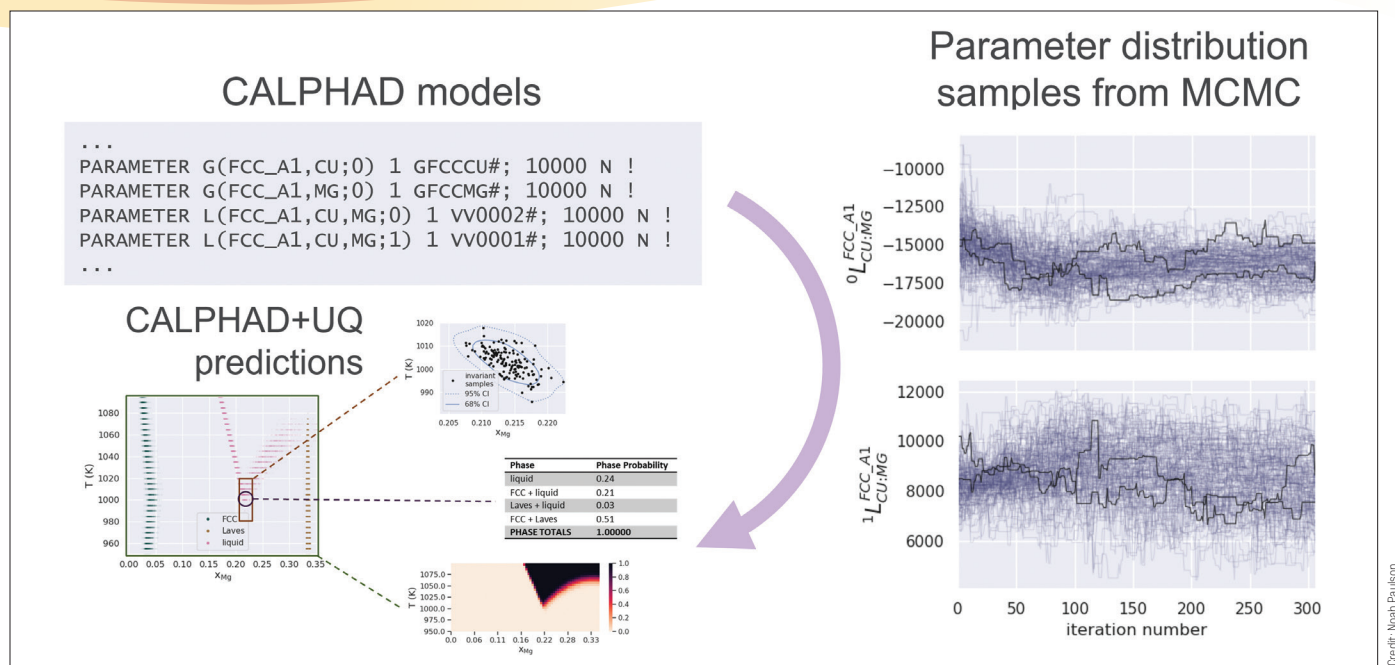 CALPHAD models
...
PARAMETER G(FCC_A1,CU;0) 1 GFCCCU#; 10000 N !
PARAMETER G(FCC_A1,MG;0) 1 GFCCMG#; 10000 N !
PARAMETER L(FCC_A1,CU,MG;0) 1 VV0002#; 10000 N !
PARAMETER L(FCC_A1,CU,MG;1) 1 VV0001#; 10000 N !
...
CALPHAD+UQ
predictions
T (K)
1080
1060
1040
1020
1000
980
960
FCC
Laves
liquid
0.00 0.05 0.10 0.15 0.20 0.25 0.30 0.35
xMg
T (K)
1020
1010
1000
990
invariant
samples
95% CI
68% CI
0.205 0.210 0.215 0.220
xMg
Phase Phase Probability
liquid 0.24
FCC + liquid 0.21
Laves + liquid 0.03
FCC + Laves 0.51
PHASE TOTALS 1.00000
T (K)
1075.0
1050.0
1025.0
1000.0
975.0
950.0
0.0 0.06 0.11 0.16 0.22 0.28 0.33
xMg
1.0
0.8
0.6
0.4
0.2
0.0
Parameter distribution
samples from MCMC
0LFCC_A1CU:MG
−10000
−12500
−15000
−17500
−20000
1LFCC_A1CU:MG
12000
10000
8000
6000
0 50 100 150 200 250 300
iteration number
Credit: Noah Paulson